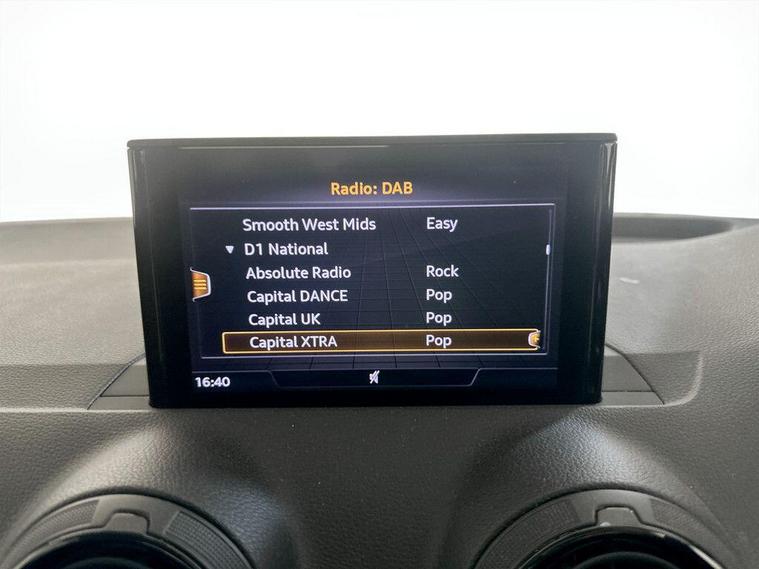 Radio: DAB
Smooth West Mids Easy
D1 National
Absolute Radio Rock
Capital DANCE Pop
Capital UK Pop
Capital XTRA Pop
16:40